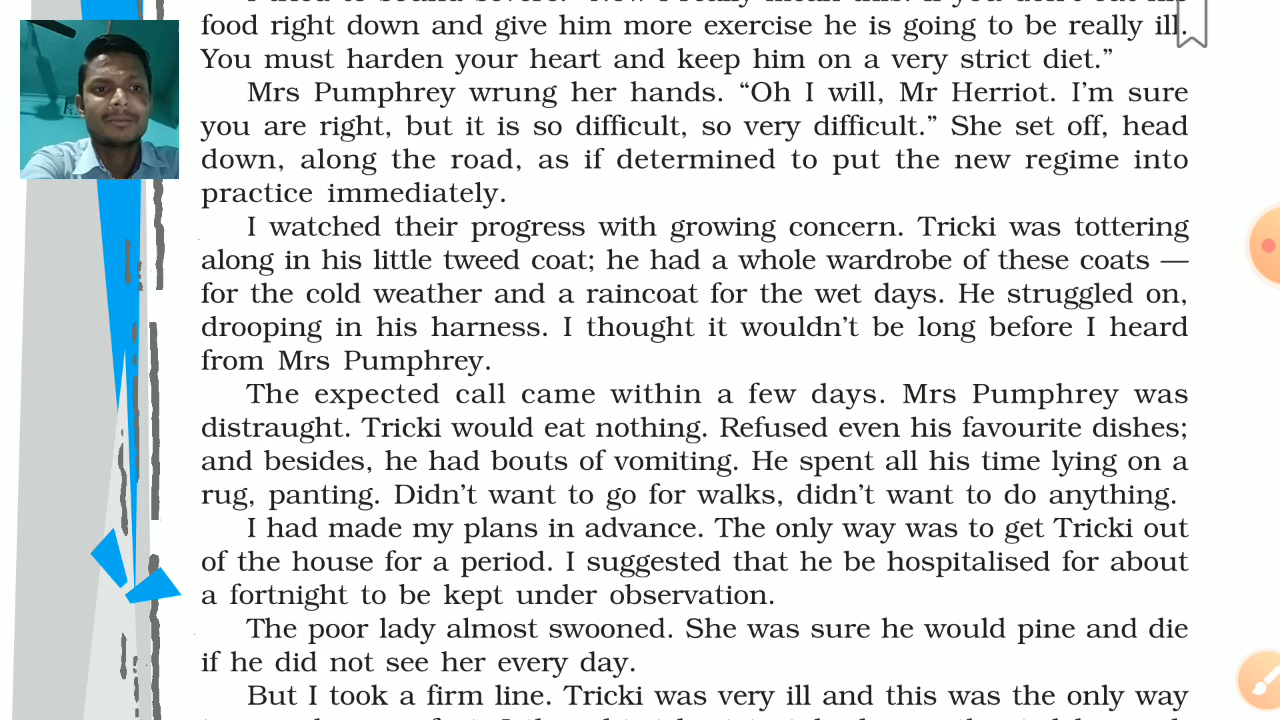 food right down and give him more exercise he is going to be really ill.
You must harden your heart and keep him on a very strict diet.”
Mrs Pumphrey wrung her hands. “Oh I will, Mr Herriot. I’m sure
you are right, but it is so difficult, so very difficult.” She set off, head
down, along the road, as if determined to put the new regime into
practice immediately.
I watched their progress with growing concern. Tricki was tottering
along in his little tweed coat; he had a whole wardrobe of these coats —
for the cold weather and a raincoat for the wet days. He struggled on,
drooping in his harness. I thought it wouldn’t be long before I heard
from Mrs Pumphrey.
The expected call came within a few days. Mrs Pumphrey was
distraught. Tricki would eat nothing. Refused even his favourite dishes;
and besides, he had bouts of vomiting. He spent all his time lying on a
rug, panting. Didn’t want to go for walks, didn’t want to do anything.
I had made my plans in advance. The only way was to get Tricki out
of the house for a period. I suggested that he be hospitalised for about
a fortnight to be kept under observation.
The poor lady almost swooned. She was sure he would pine and die
if he did not see her every day.
But I took a firm line. Tricki was very ill and this was the only way